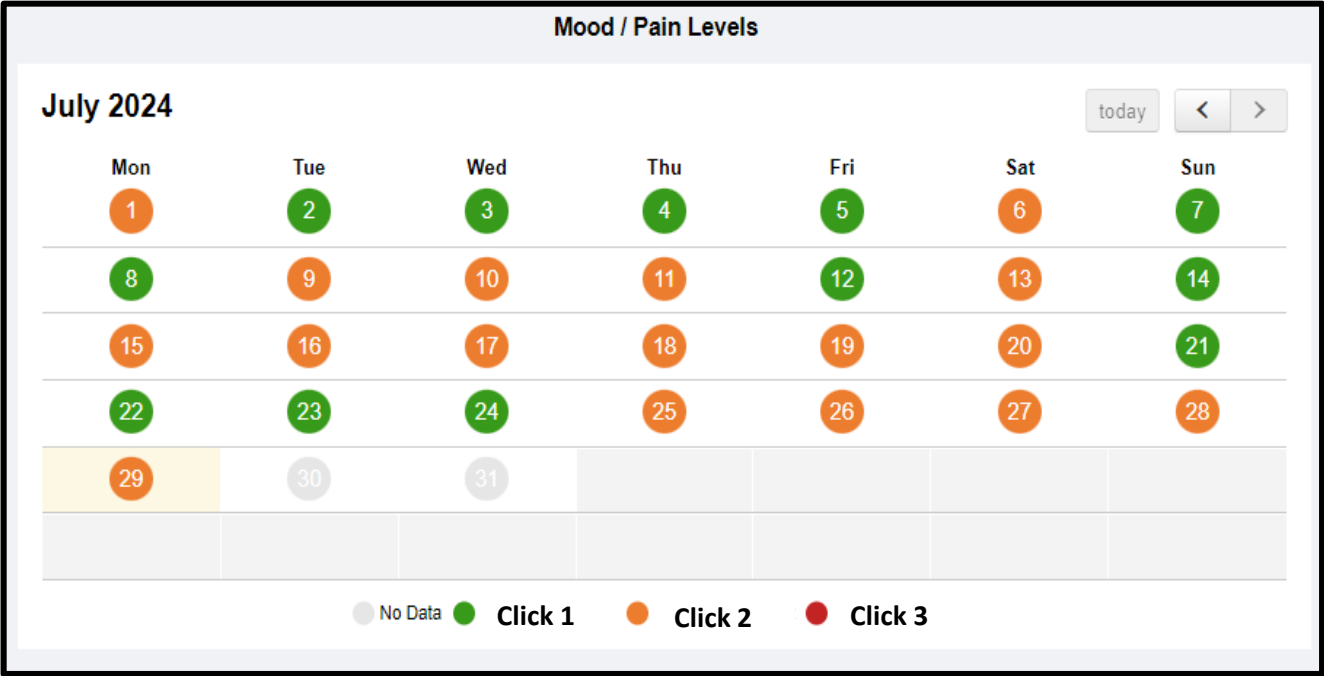 Mood / Pain Levels
July 2024 today < >
Mon Tue Wed Thu Fri Sat Sun
1 2 3 4 5 6 7
8 9 10 11 12 13 14
15 16 17 18 19 20 21
22 23 24 25 26 27 28
29 30 31
No Data Click 1 Click 2 Click 3